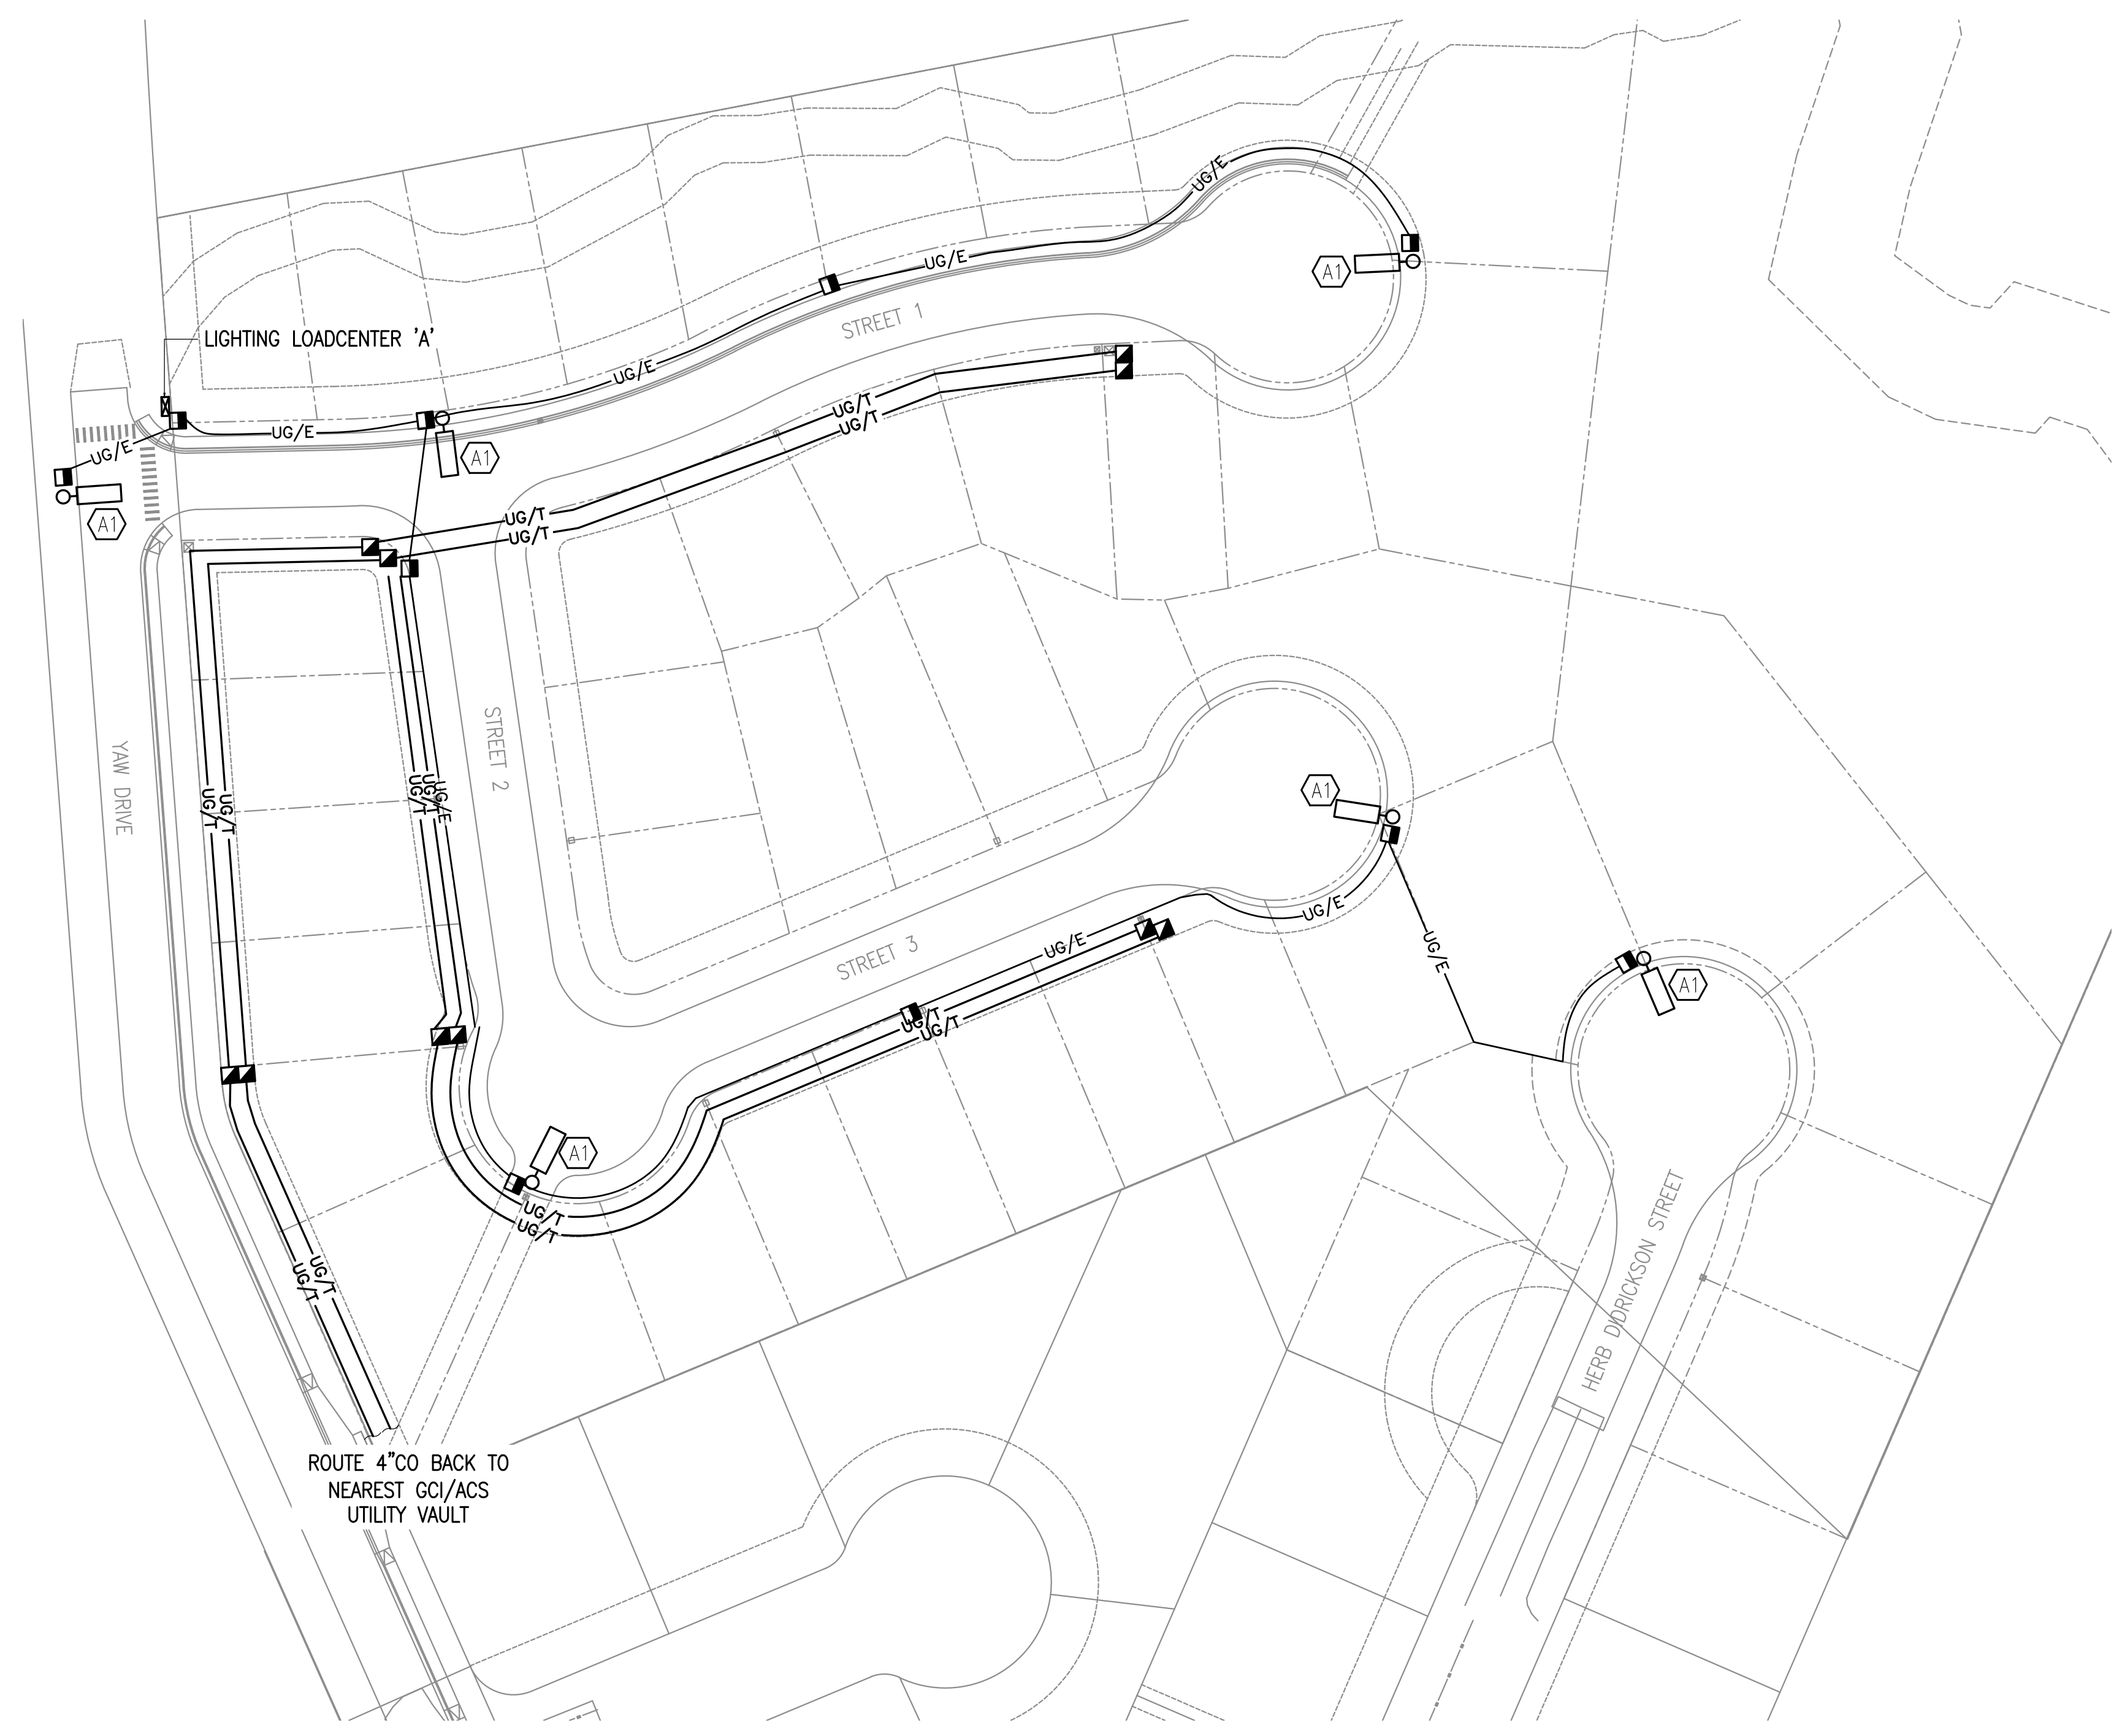 UG/E
A1
UG/E
STREET 1
LIGHTING LOADCENTER 'A'
UG/E
UG/T
UG/T
UG/E
UG/E
A1
A1
UG/T
UG/T
STREET 2
YAW DRIVE
UG/T
UG/T
UG/T
UG/T
UG/E
A1
UG/E
UG/E
UG/E
STREET 3
A1
UG/T
UG/T
A1
UG/T
UG/T
UG/T
UG/T
HERB DIDRICKSON STREET
ROUTE 4"CO BACK TO
NEAREST GCI/ACS
UTILITY VAULT